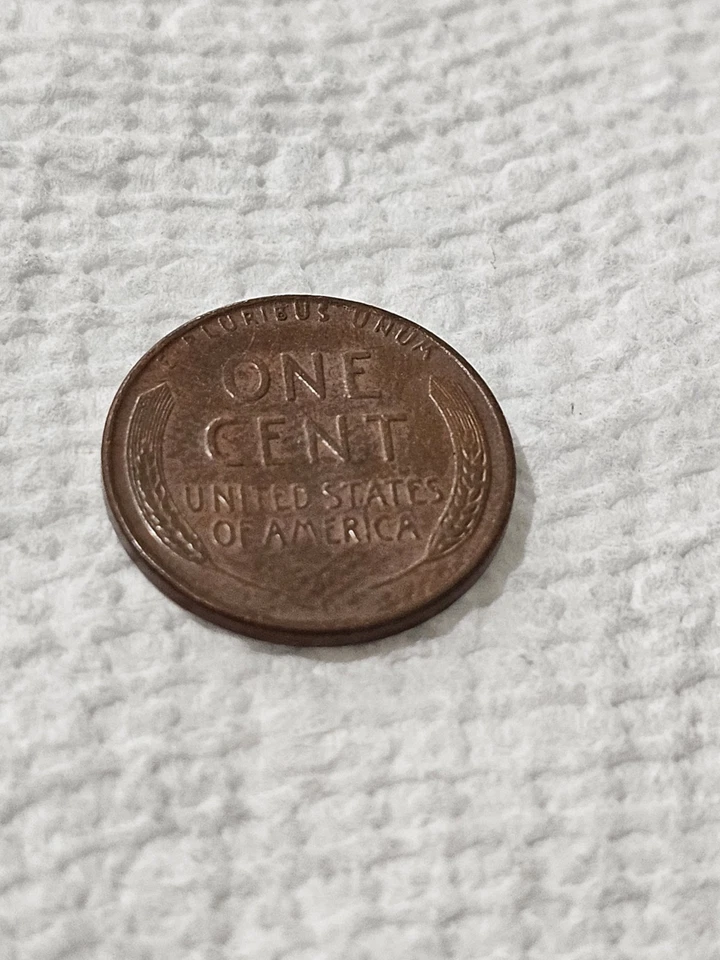 E PLURIBUS UNUM
ONE
CENT
UNITED STATES
OF AMERICA